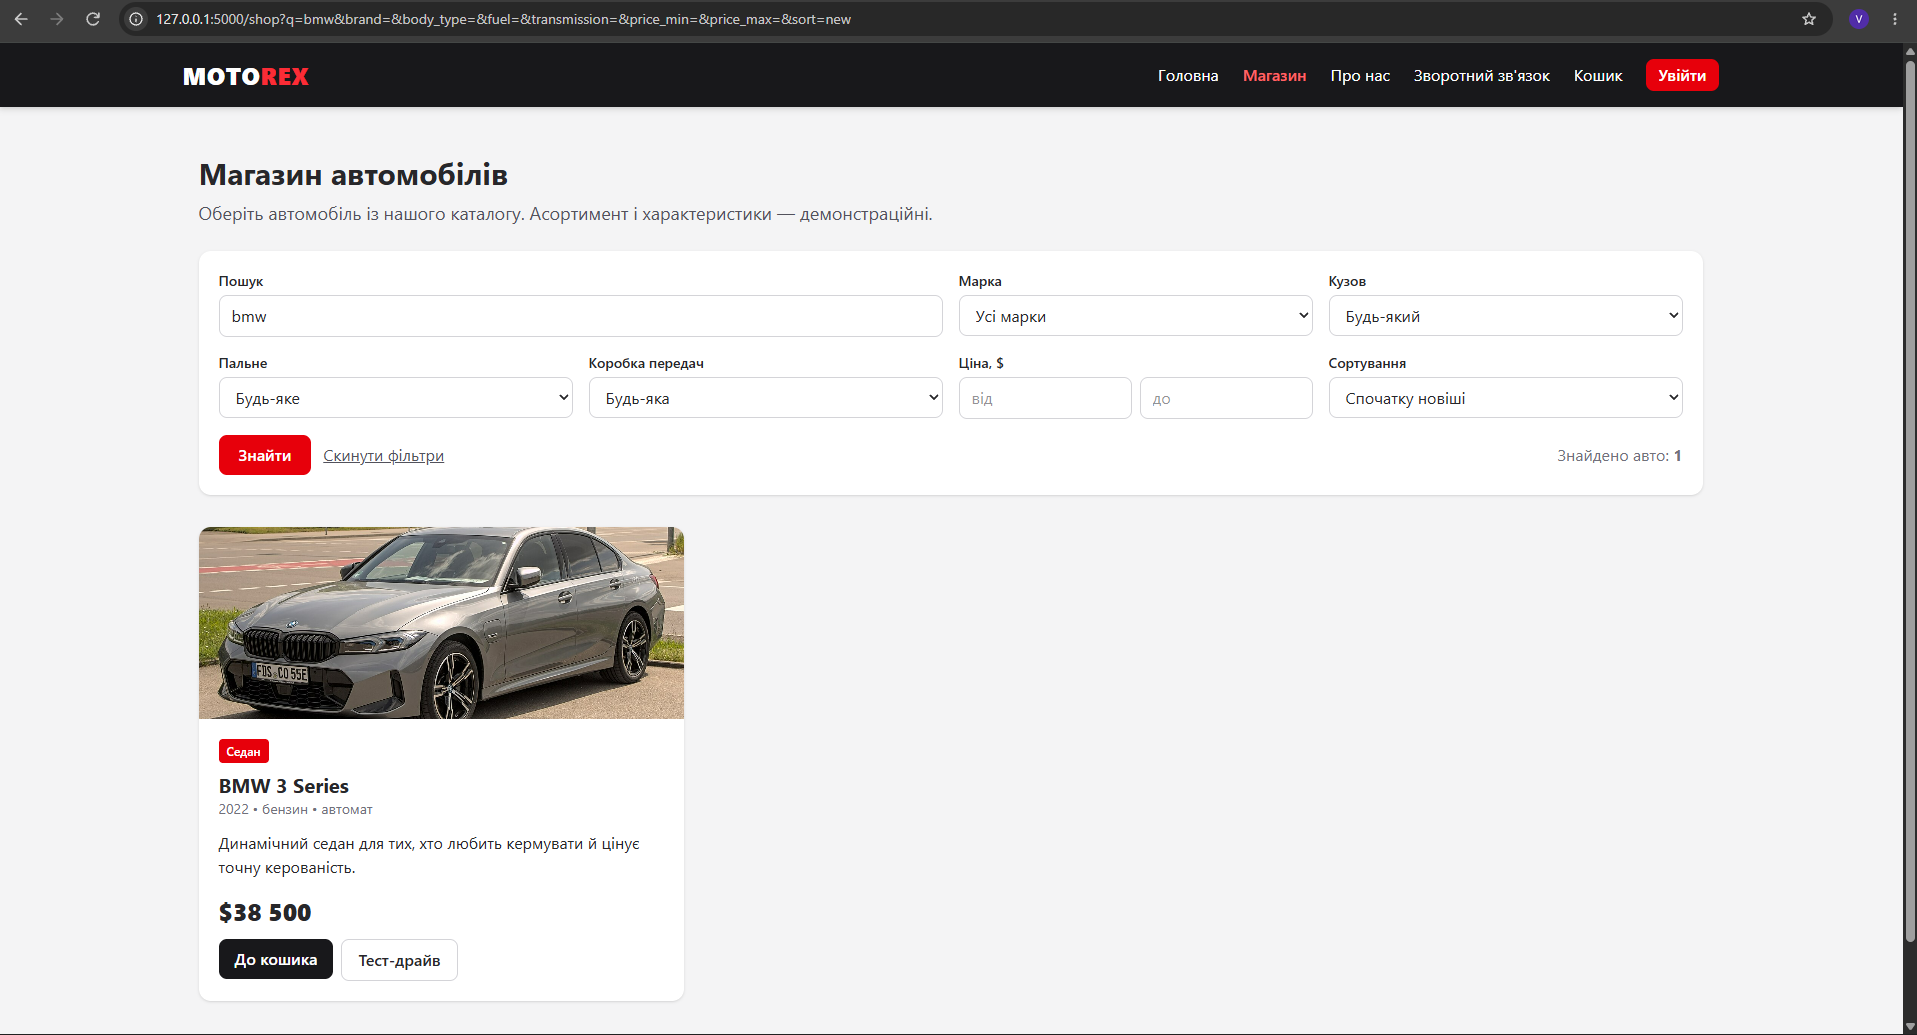 127.0.0.1:5000/shop?q=bmw&brand=&body_type=&fuel=&transmission=&price_min=&price_max=&sort=new
V
MOTOREX
Головна Магазин Про нас Зворотний зв'язок Кошик Увійти
Магазин автомобілів
Оберіть автомобіль із нашого каталогу. Асортимент і характеристики — демонстраційні.
Пошук Марка Кузов
bmw Усі марки Будь-який
Пальне Коробка передач Ціна, $ Сортування
Будь-яке Будь-яка від до Спочатку новіші
Знайти Скинути фільтри Знайдено авто: 1
FDS CO 55E
Седан
BMW 3 Series
2022 • бензин • автомат
Динамічний седан для тих, хто любить кермувати й цінує
точну керованість.
$38 500
До кошика Тест-драйв